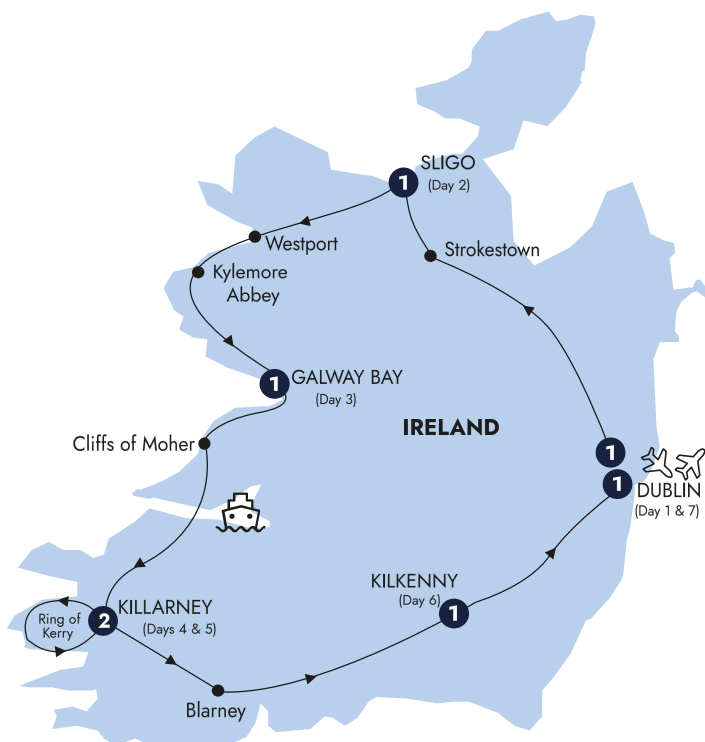 SLIGO
1
(Day 2)
Westport
Strokestown
Kylemore
Abbey
1
GALWAY BAY
(Day 3)
IRELAND
Cliffs of Moher
1
1
DUBLIN
(Day 1 & 7)
KILKENNY
(Day 6)
1
KILLARNEY
2
(Days 4 & 5)
Ring of
Kerry
Blarney